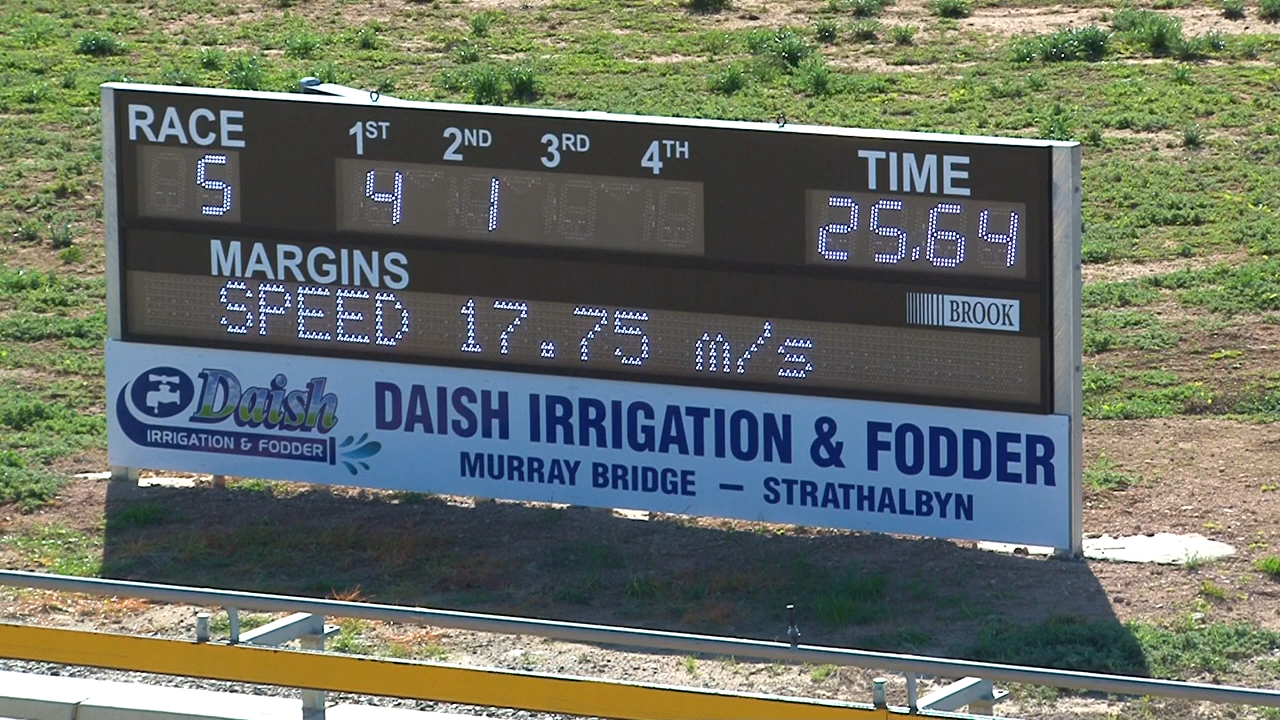 RACE 1ST 2ND 3RD 4TH TIME
5 4 1 25.64
MARGINS
BROOK
SPEED 17.75 m/s
Daish
IRRIGATION & FODDER
DAISH IRRIGATION & FODDER
MURRAY BRIDGE – STRATHALBYN